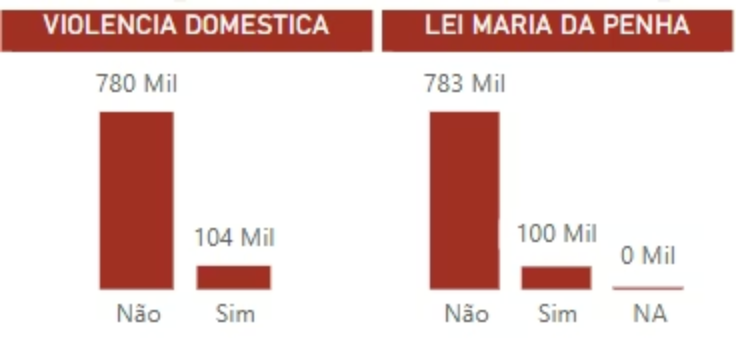 VIOLENCIA DOMESTICA
780 Mil
104 Mil
Não
Sim
LEI MARIA DA PENHA
783 Mil
100 Mil
0 Mil
Não
Sim
NA